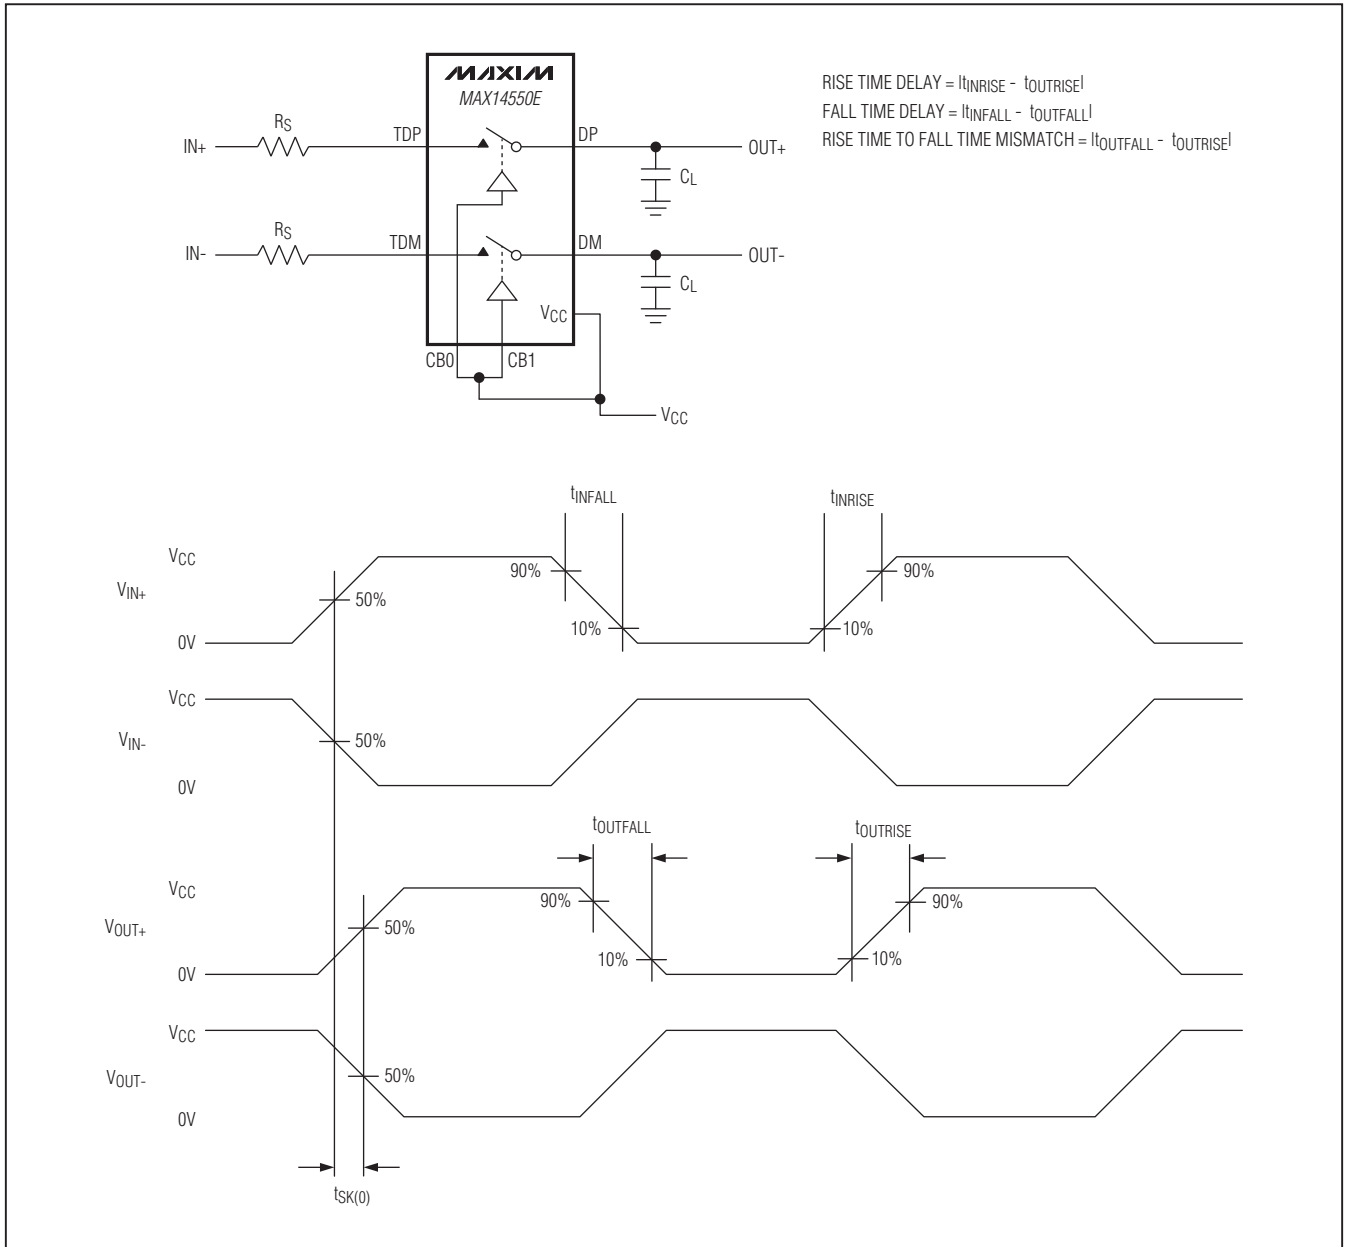 MAXIM
MAX14550E
RISE TIME DELAY = |tINRISE - tOUTRISE|
FALL TIME DELAY = |tINFALL - tOUTFALL|
RISE TIME TO FALL TIME MISMATCH = |tOUTFALL - tOUTRISE|
RS
IN+
TDP
DP
OUT+
CL
RS
IN-
TDM
DM
OUT-
CL
VCC
CB0
CB1
VCC
tINFALL
tINRISE
VCC
90%
90%
VIN+
50%
10%
10%
0V
VCC
VIN-
50%
0V
tOUTFALL
tOUTRISE
VCC
90%
90%
VOUT+
50%
10%
10%
0V
VCC
VOUT-
50%
0V
tSK(0)